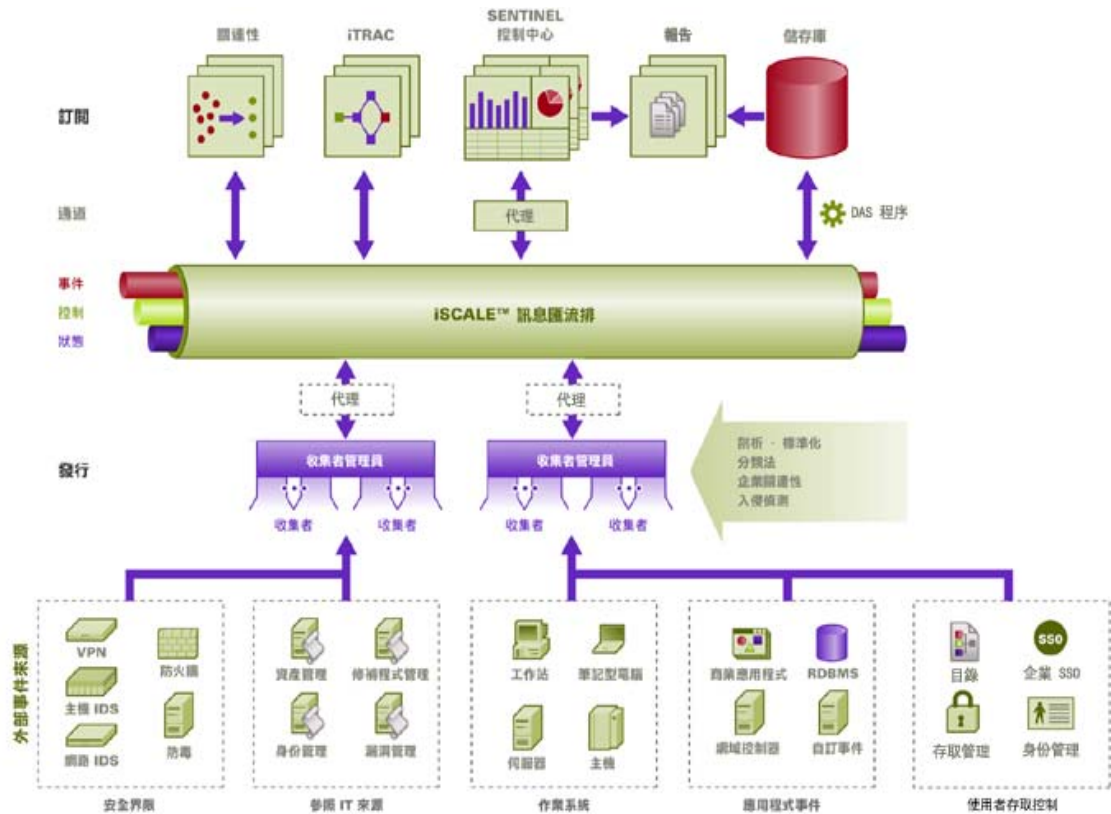 關連性
iTRAC
SENTINEL
控制中心
報告
儲存庫
訂閱
通道
代理
DAS 程序
事件
控制
狀態
iSCALE™ 訊息匯流排
代理
代理
發行
收集者管理員
收集者管理員
收集者
收集者
收集者
收集者
剖析 · 標準化
分類法
企業關連性
入侵偵測
外部事件來源
VPN
防火牆
主機 IDS
網路 IDS
防毒
安全界限
資產管理
修補程式管理
身份管理
漏洞管理
參照 IT 來源
工作站
筆記型電腦
伺服器
主機
作業系統
商業應用程式
RDBMS
網域控制器
自訂事件
應用程式事件
目錄
SSO
企業 SSO
存取管理
身份管理
使用者存取控制